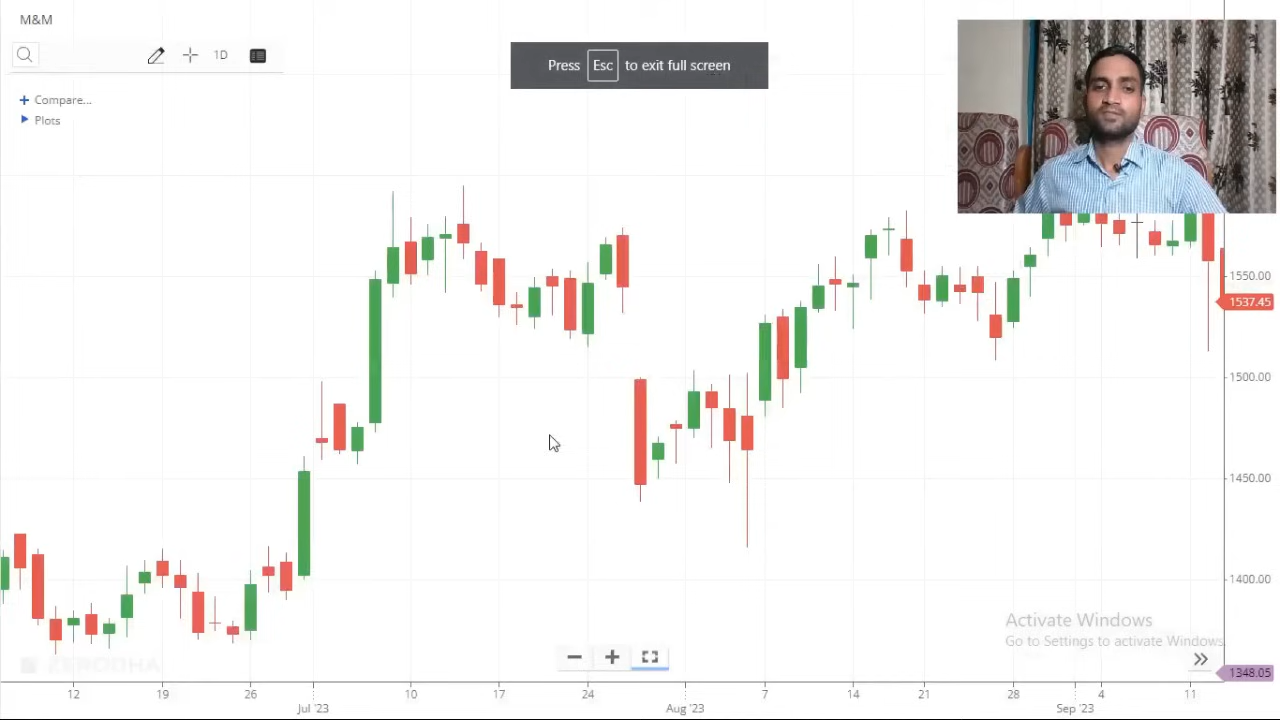 M&M
1D
Press Esc to exit full screen
Compare...
Plots
1550.00
1537.45
1500.00
1450.00
1400.00
Activate Windows
Go to Settings to activate Windows
ZERODHA
1348.05
12 19 26 10 17 24 7 14 21 28 4 11
Jul '23 Aug '23 Sep '23